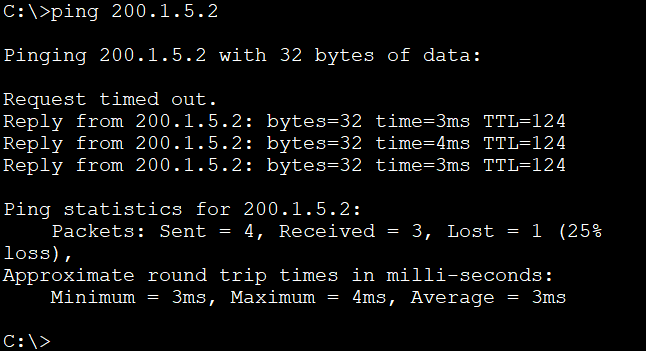 C:\>ping 200.1.5.2
Pinging 200.1.5.2 with 32 bytes of data:
Request timed out.
Reply from 200.1.5.2: bytes=32 time=3ms TTL=124
Reply from 200.1.5.2: bytes=32 time=4ms TTL=124
Reply from 200.1.5.2: bytes=32 time=3ms TTL=124
Ping statistics for 200.1.5.2:
    Packets: Sent = 4, Received = 3, Lost = 1 (25%
loss),
Approximate round trip times in milli-seconds:
    Minimum = 3ms, Maximum = 4ms, Average = 3ms
C:\>